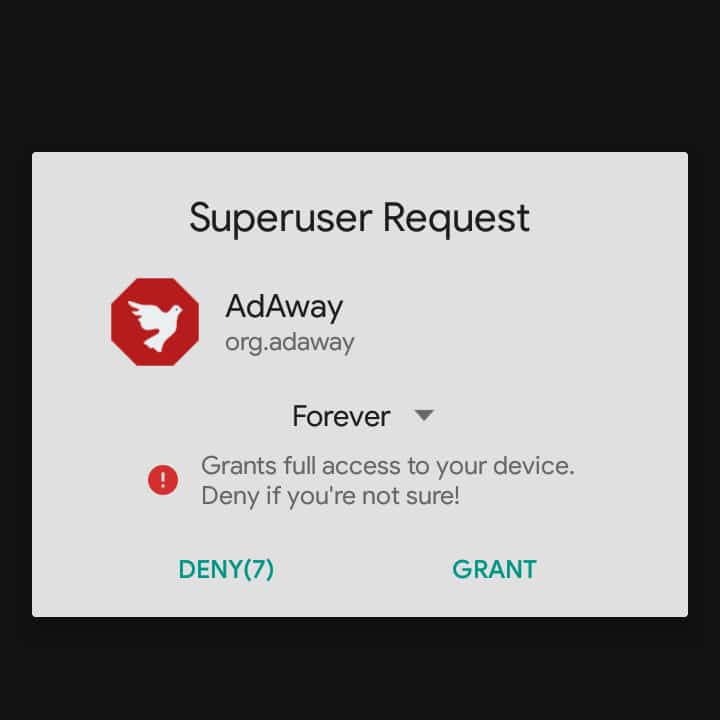 Superuser Request
AdAway
org.adaway
Forever
Grants full access to your device.
Deny if you're not sure!
DENY(7)
GRANT